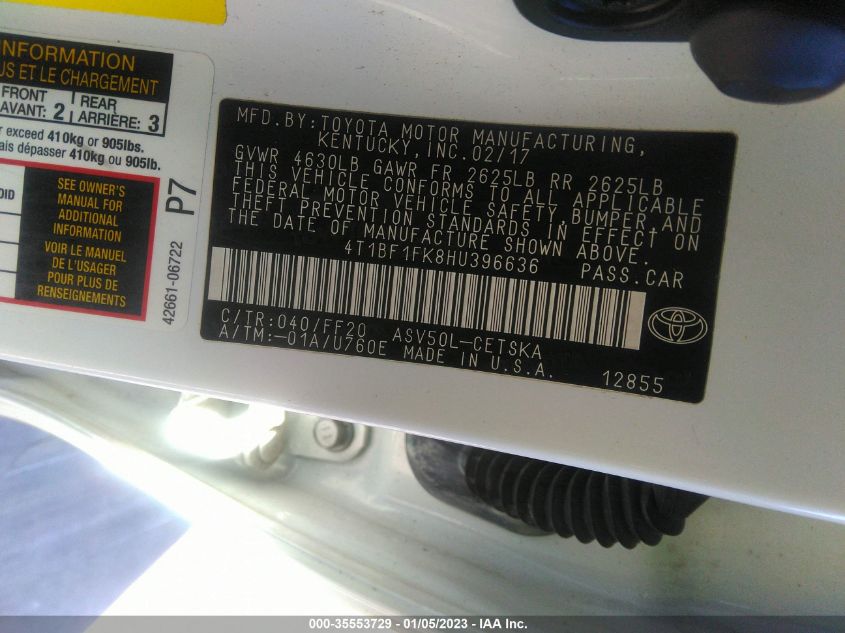 INFORMATION
US ET LE CHARGEMENT
FRONT
AVANT: 2
REAR
ARRIÈRE: 3
r exceed 410kg or 905lbs.
ais dépasser 410kg ou 905lb.
OID
SEE OWNER'S
MANUAL FOR
ADDITIONAL
INFORMATION
VOIR LE MANUEL
DE L'USAGER
POUR PLUS DE
RENSEIGNEMENTS
P7
42661-06722
MFD. BY: TOYOTA MOTOR MANUFACTURING,
KENTUCKY, INC. 02/17
GVWR 4630LB GAWR FR 2625LB RR 2625LB
THIS VEHICLE CONFORMS TO ALL APPLICABLE
FEDERAL MOTOR VEHICLE SAFETY, BUMPER, AND
THEFT PREVENTION STANDARDS IN EFFECT ON
THE DATE OF MANUFACTURE SHOWN ABOVE.
4T1BF1FK8HU396636 PASS.CAR
C/TR: 040/FF20 ASV50L-CETSKA
A/TM: -01A/U760E MADE IN U.S.A.
12855
000-35553729 - 01/05/2023 - IAA Inc.